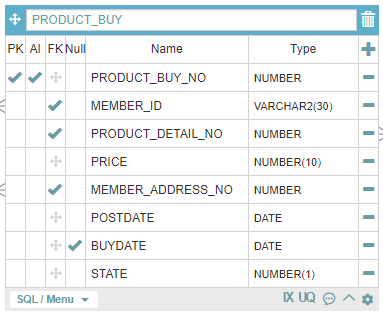 PRODUCT_BUY
PK AI FK Null Name Type
PRODUCT_BUY_NO NUMBER
MEMBER_ID VARCHAR2(30)
PRODUCT_DETAIL_NO NUMBER
PRICE NUMBER(10)
MEMBER_ADDRESS_NO NUMBER
POSTDATE DATE
BUYDATE DATE
STATE NUMBER(1)
SQL / Menu IX UQ